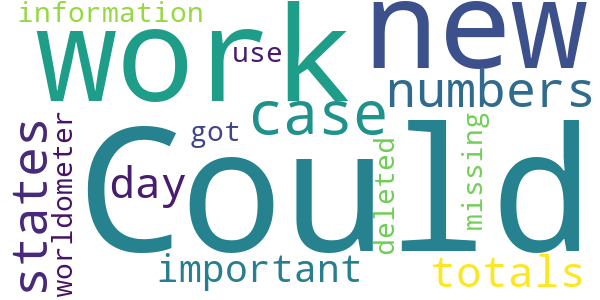 information
work
use
new
numbers
case
got
states
worldometer
day
Could
deleted
missing
important
totals